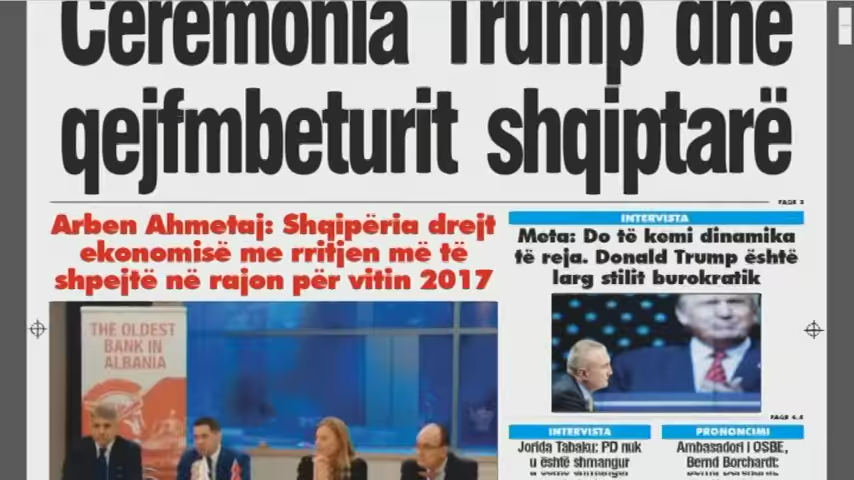 Ceremonia Trump dhe
qejfmbeturit shqiptarë
FAQE 3
Arben Ahmetaj: Shqipëria drejt
ekonomisë me rritjen më të
shpejtë në rajon për vitin 2017
INTERVISTA
Meta: Do të kemi dinamika
të reja. Donald Trump është
larg stilit burokratik
THE OLDEST
BANK IN
ALBANIA
INTERVISTA
Jorida Tabaku: PD nuk
u është shmangur
PRONONCIMI
Ambasadori i OSBE,
Bernd Borchardt: